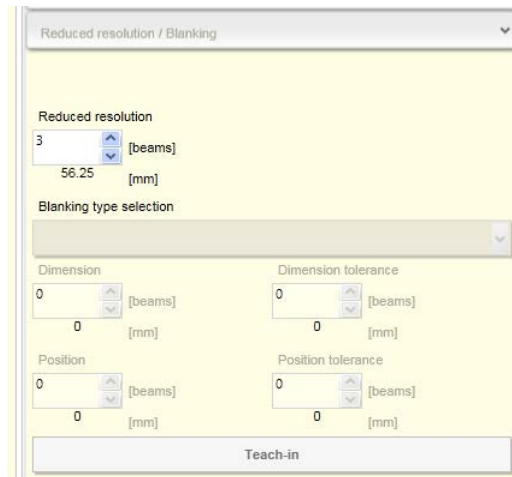 Reduced resolution / Blanking
Reduced resolution
3 [beams]
56.25 [mm]
Blanking type selection
Dimension Dimension tolerance
0 [beams] 0 [beams]
0 [mm] 0 [mm]
Position Position tolerance
0 [beams] 0 [beams]
0 [mm] 0 [mm]
Teach-in